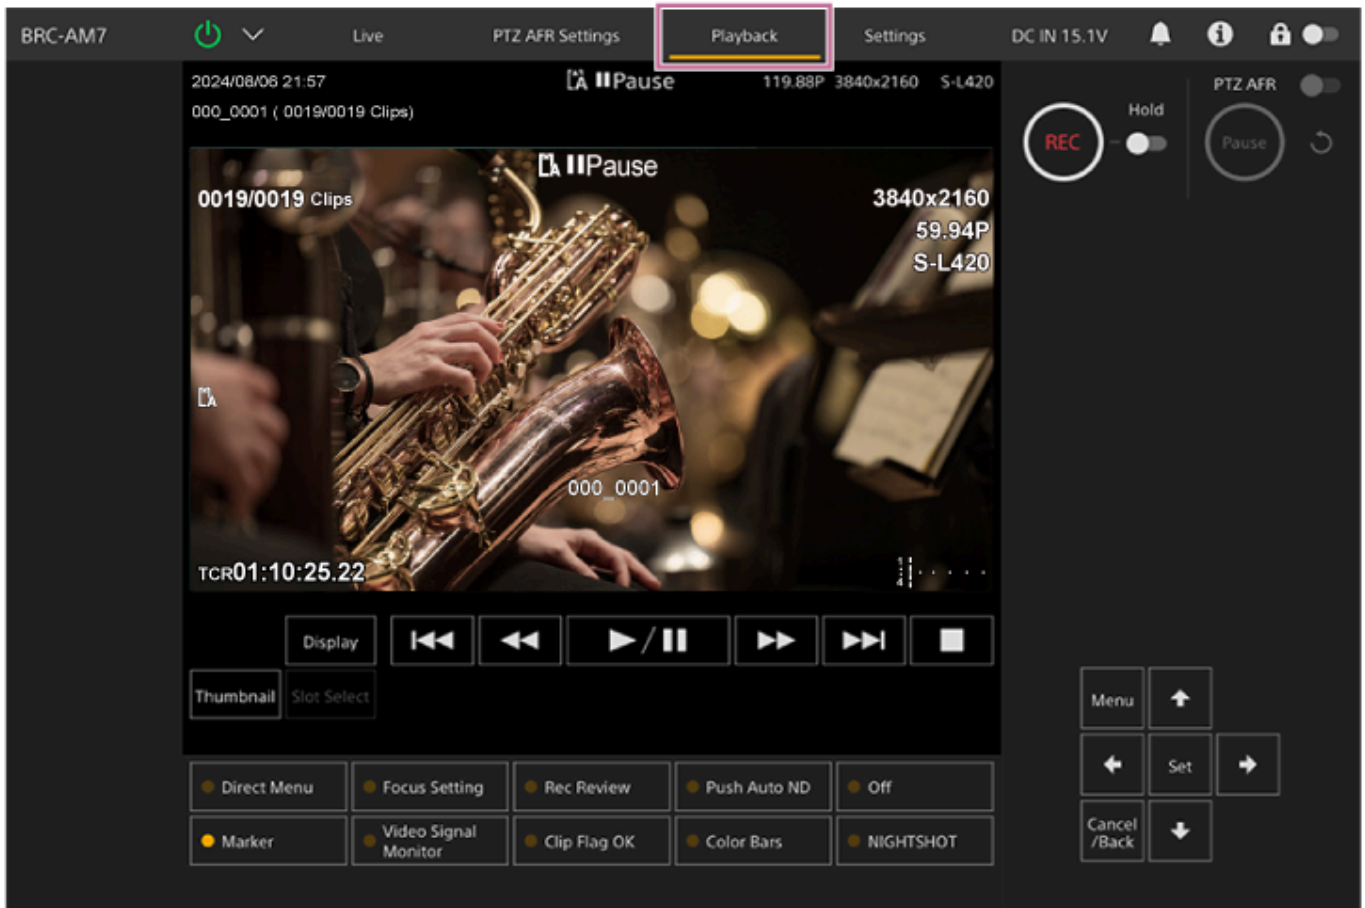 BRC-AM7
Live
PTZ AFR Settings
Playback
Settings
DC IN 15.1V
2024/08/06 21:57
Pause
119.88P 3840x2160 S-L420
000_0001 ( 0019/0019 Clips)
PTZ AFR
Hold
REC
Pause
Pause
0019/0019 Clips
3840x2160
59.94P
S-L420
000_0001
TCR01:10:25.22
Display
Thumbnail
Slot Select
Menu
Set
Cancel
/Back
Direct Menu
Focus Setting
Rec Review
Push Auto ND
Off
Marker
Video Signal
Monitor
Clip Flag OK
Color Bars
NIGHTSHOT